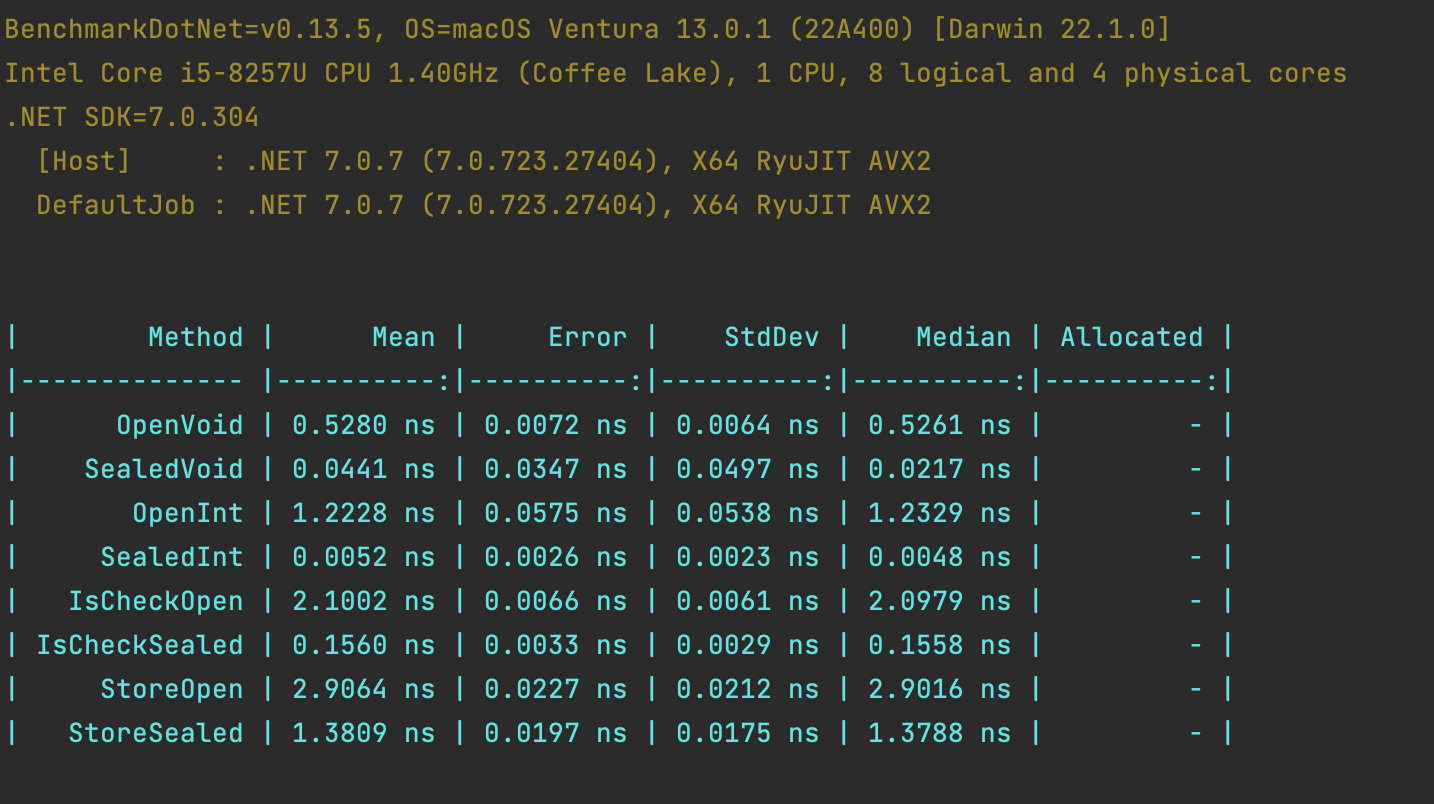 BenchmarkDotNet=v0.13.5, OS=macOS Ventura 13.0.1 (22A400) [Darwin 22.1.0]
Intel Core i5-8257U CPU 1.40GHz (Coffee Lake), 1 CPU, 8 logical and 4 physical cores
.NET SDK=7.0.304
  [Host]     : .NET 7.0.7 (7.0.723.27404), X64 RyuJIT AVX2
  DefaultJob : .NET 7.0.7 (7.0.723.27404), X64 RyuJIT AVX2
|        Method |      Mean |     Error |    StdDev |    Median | Allocated |
|-------------- |----------:|----------:|----------:|----------:|----------:|
|      OpenVoid | 0.5280 ns | 0.0072 ns | 0.0064 ns | 0.5261 ns |         - |
|    SealedVoid | 0.0441 ns | 0.0347 ns | 0.0497 ns | 0.0217 ns |         - |
|       OpenInt | 1.2228 ns | 0.0575 ns | 0.0538 ns | 1.2329 ns |         - |
|     SealedInt | 0.0052 ns | 0.0026 ns | 0.0023 ns | 0.0048 ns |         - |
|   IsCheckOpen | 2.1002 ns | 0.0066 ns | 0.0061 ns | 2.0979 ns |         - |
| IsCheckSealed | 0.1560 ns | 0.0033 ns | 0.0029 ns | 0.1558 ns |         - |
|     StoreOpen | 2.9064 ns | 0.0227 ns | 0.0212 ns | 2.9016 ns |         - |
|   StoreSealed | 1.3809 ns | 0.0197 ns | 0.0175 ns | 1.3788 ns |         - |